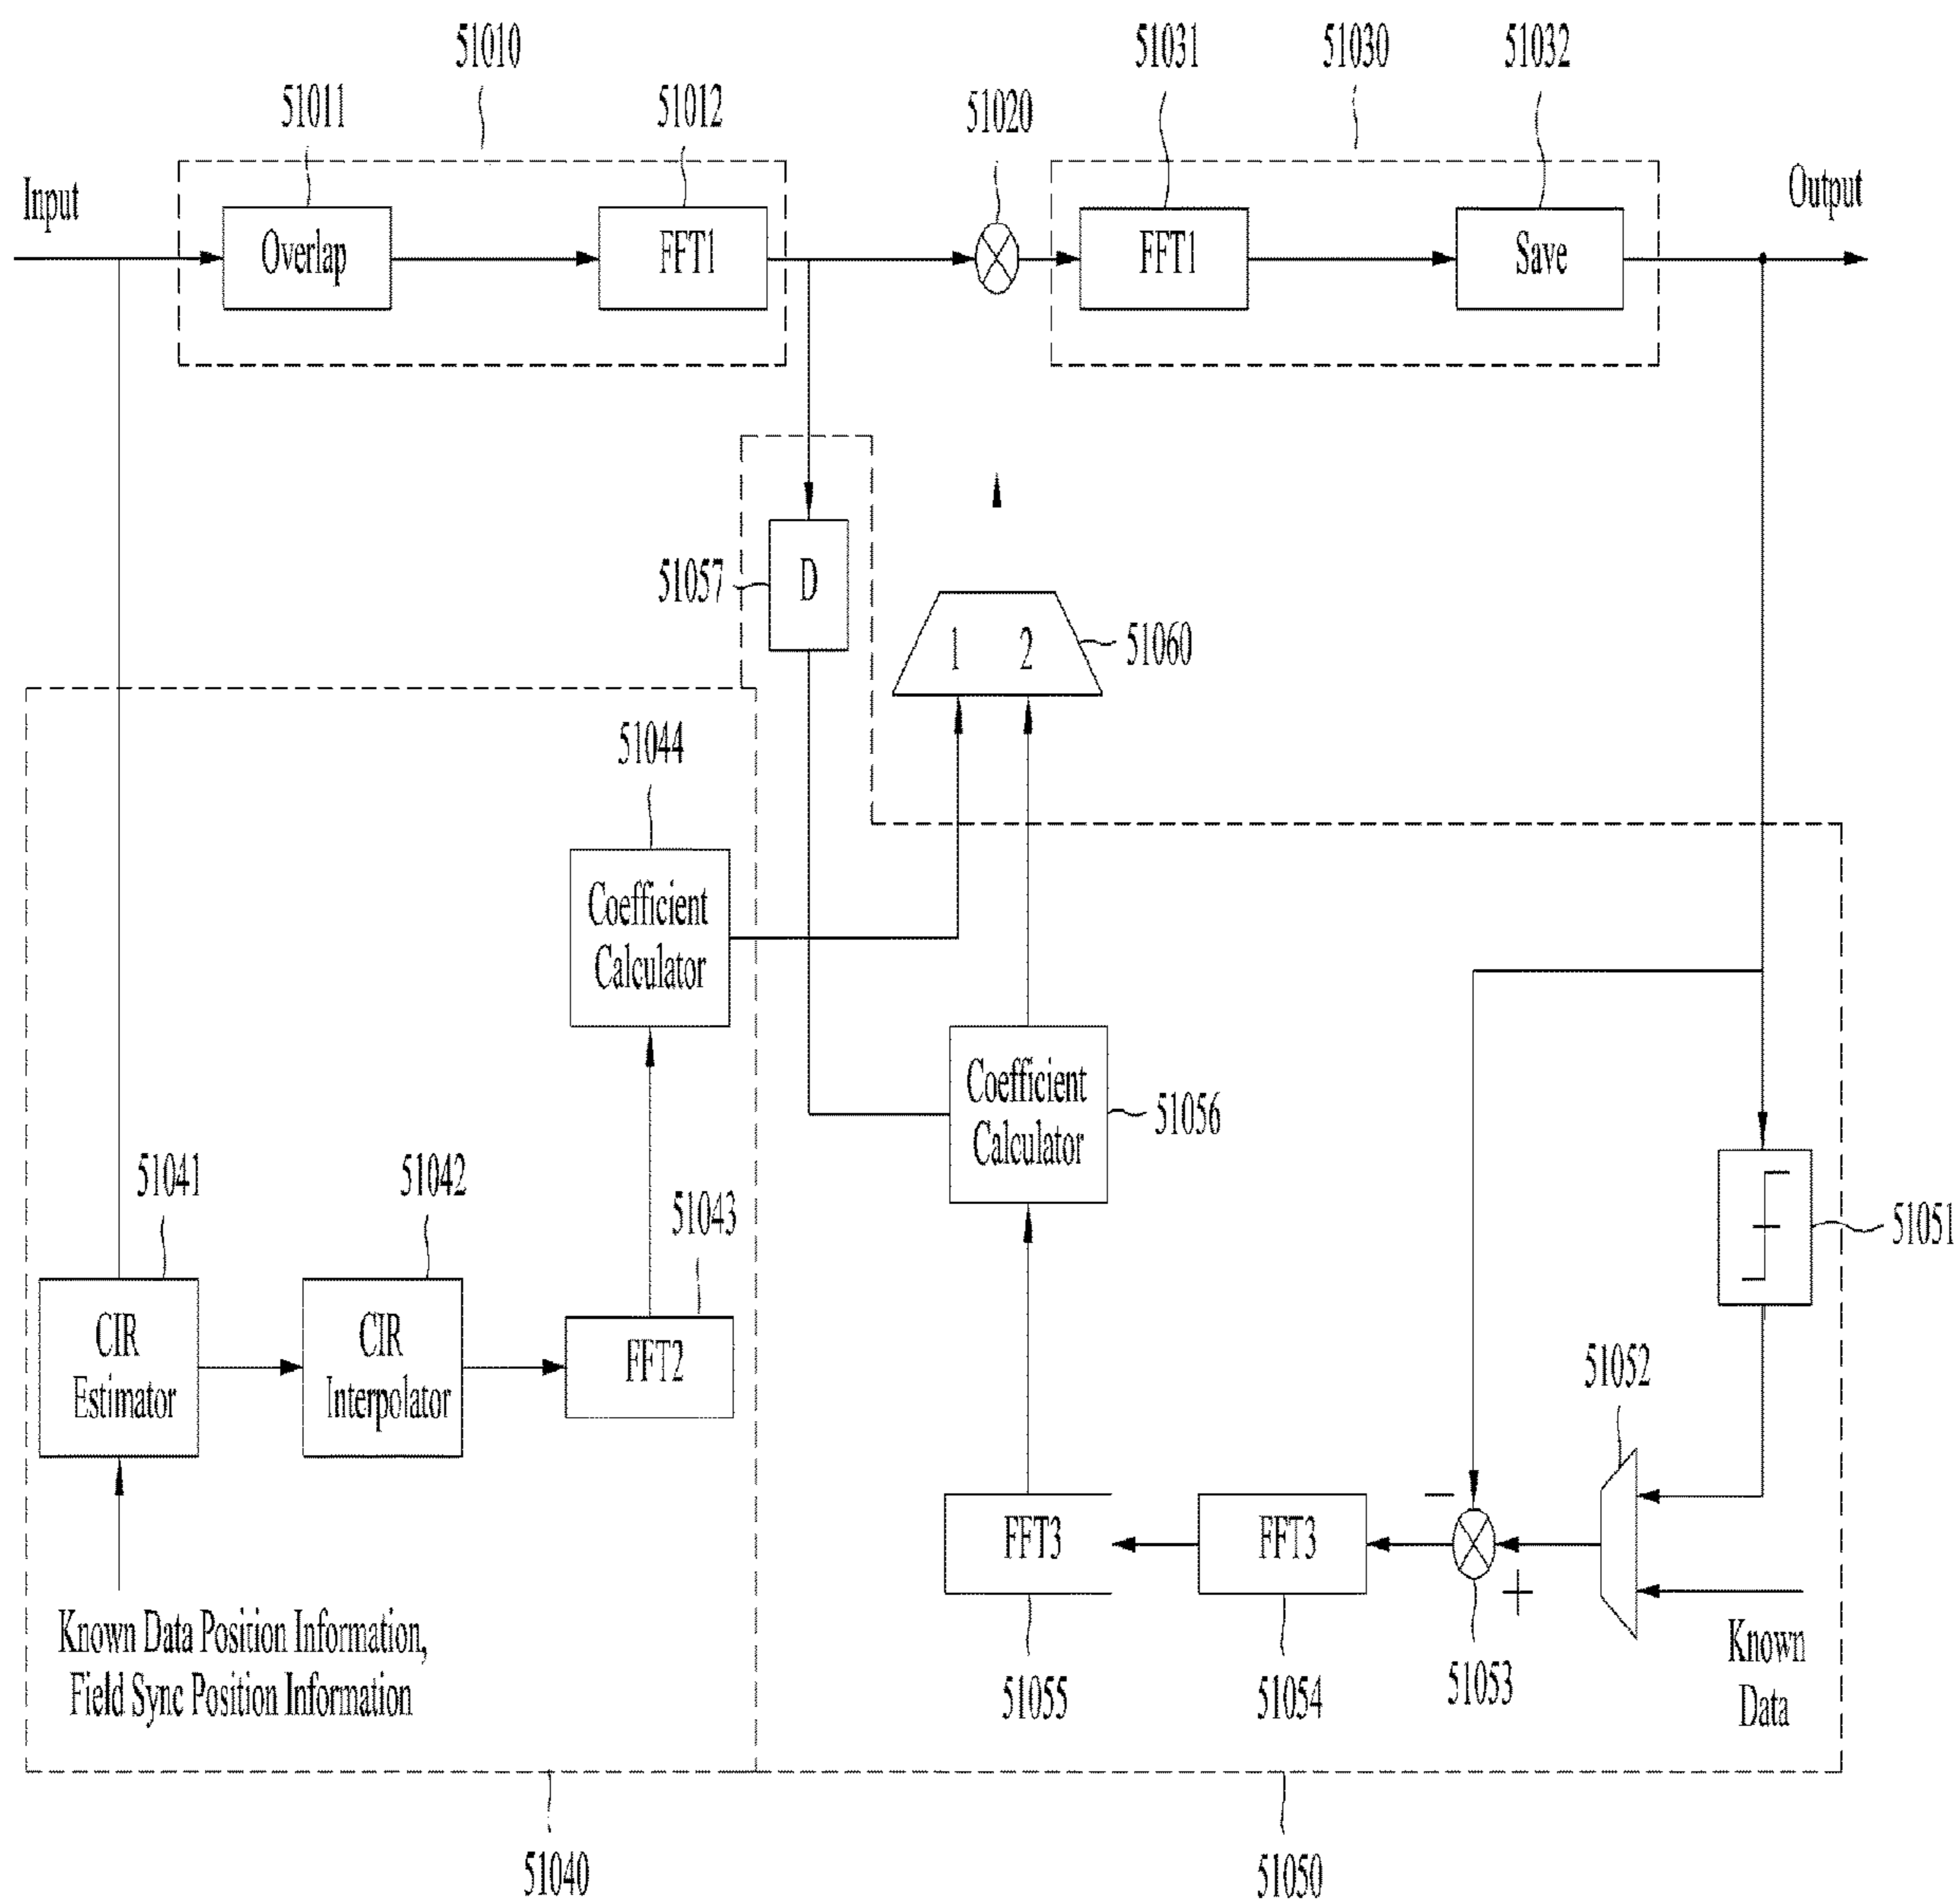 51010
51031
51030
51032
51011
51012
51020
Input
Overlap
FFT1
FFT1
Save
Output
51057
D
1 2
51060
51044
Coefficient
Calculator
Coefficient
Calculator
51056
51041
51042
51043
51051
CIR
Estimator
CIR
Interpolator
FFT2
51052
FFT3
FFT3
−
+
Known Data Position Information,
Field Sync Position Information
51055
51054
51053
Known
Data
51040
51050